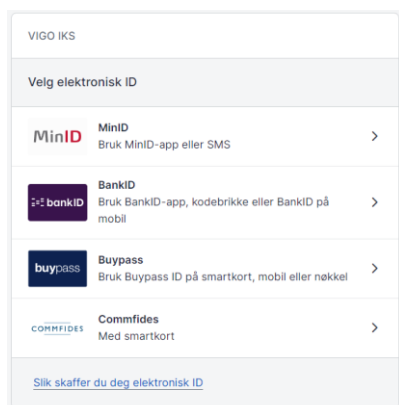 VIGO IKS
Velg elektronisk ID
MinID
MinID
Bruk MinID-app eller SMS
bankID
BankID
Bruk BankID-app, kodebrikke eller BankID på
mobil
buypass
Buypass
Bruk Buypass ID på smartkort, mobil eller nøkkel
COMMFIDES
Commfides
Med smartkort
Slik skaffer du deg elektronisk ID